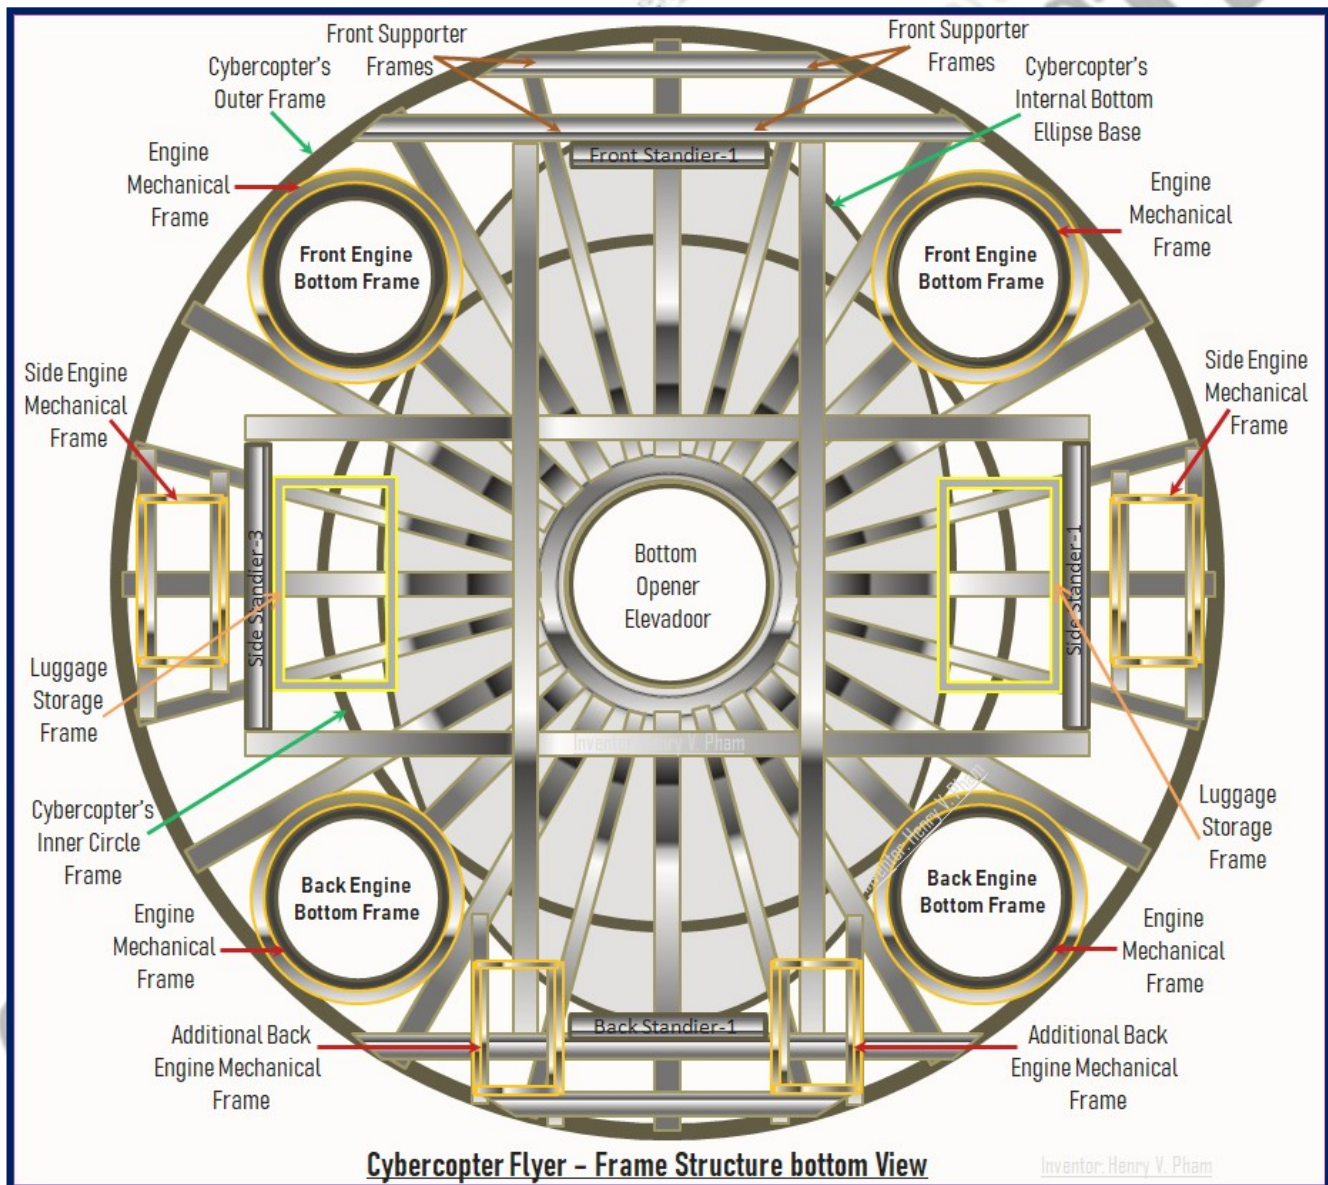 Front Supporter
Frames
Front Supporter
Frames
Cybercopter's
Outer Frame
Cybercopter's
Internal Bottom
Ellipse Base
Engine
Mechanical
Frame
Front Standier-1
Engine
Mechanical
Frame
Front Engine
Bottom Frame
Front Engine
Bottom Frame
Side Engine
Mechanical
Frame
Side Engine
Mechanical
Frame
Side Standier-3
Bottom
Opener
Elevadoor
Side Stander-1
Luggage
Storage
Frame
Inventor: Henry V. Pham
Inventor: Henry V. Pham
Cybercopter's
Inner Circle
Frame
Luggage
Storage
Frame
Back Engine
Bottom Frame
Back Engine
Bottom Frame
Engine
Mechanical
Frame
Engine
Mechanical
Frame
Back Standier-1
Additional Back
Engine Mechanical
Frame
Additional Back
Engine Mechanical
Frame
Cybercopter Flyer – Frame Structure bottom View
Inventor: Henry V. Pham